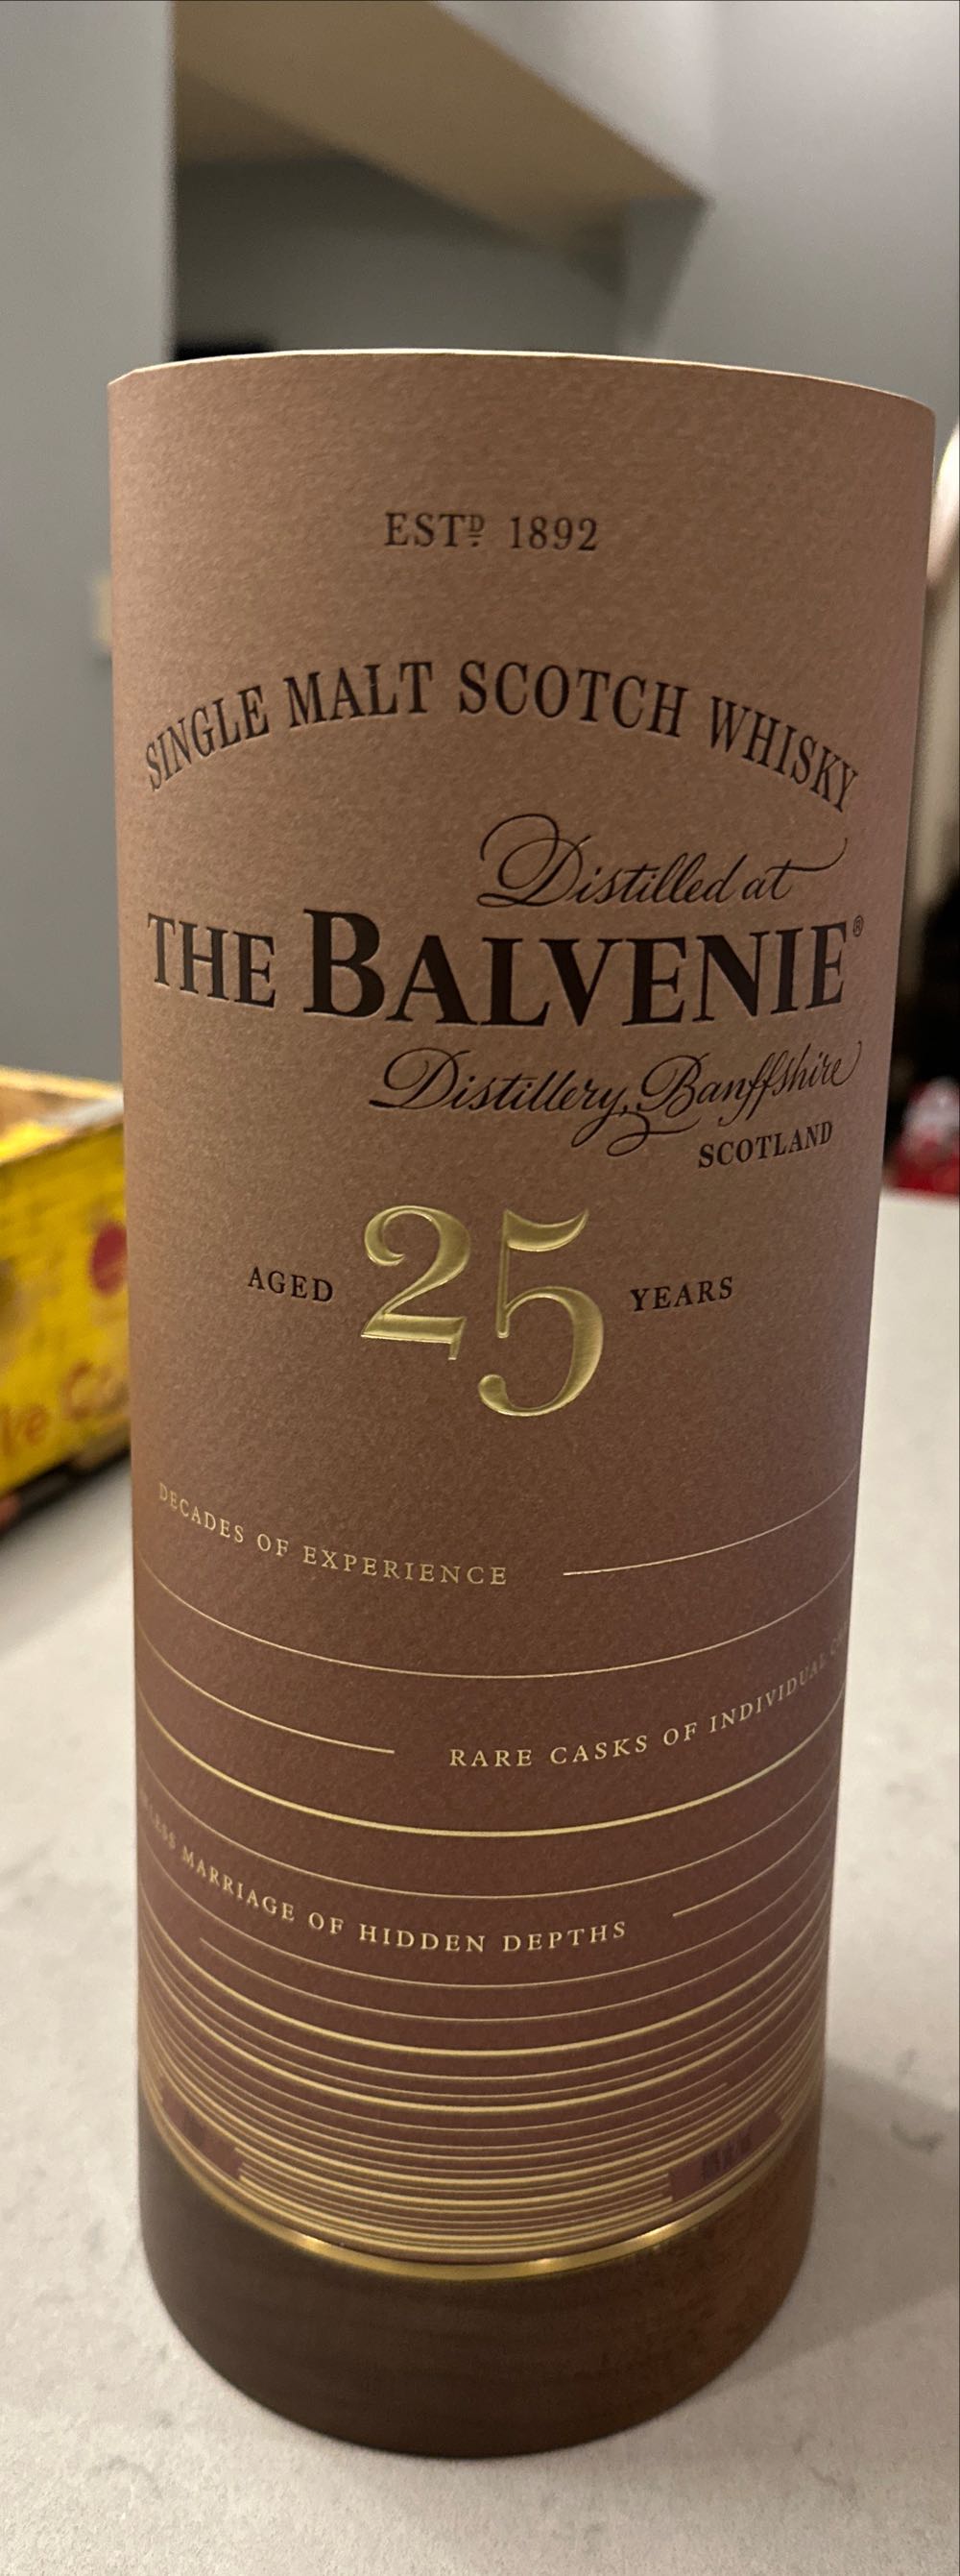 ESTD 1892
SINGLE MALT SCOTCH WHISKY
Distilled at
THE BALVENIE®
Distillery, Banffshire
SCOTLAND
AGED 25 YEARS
DECADES OF EXPERIENCE
RARE CASKS OF INDIVIDUAL
MARRIAGE OF HIDDEN DEPTHS